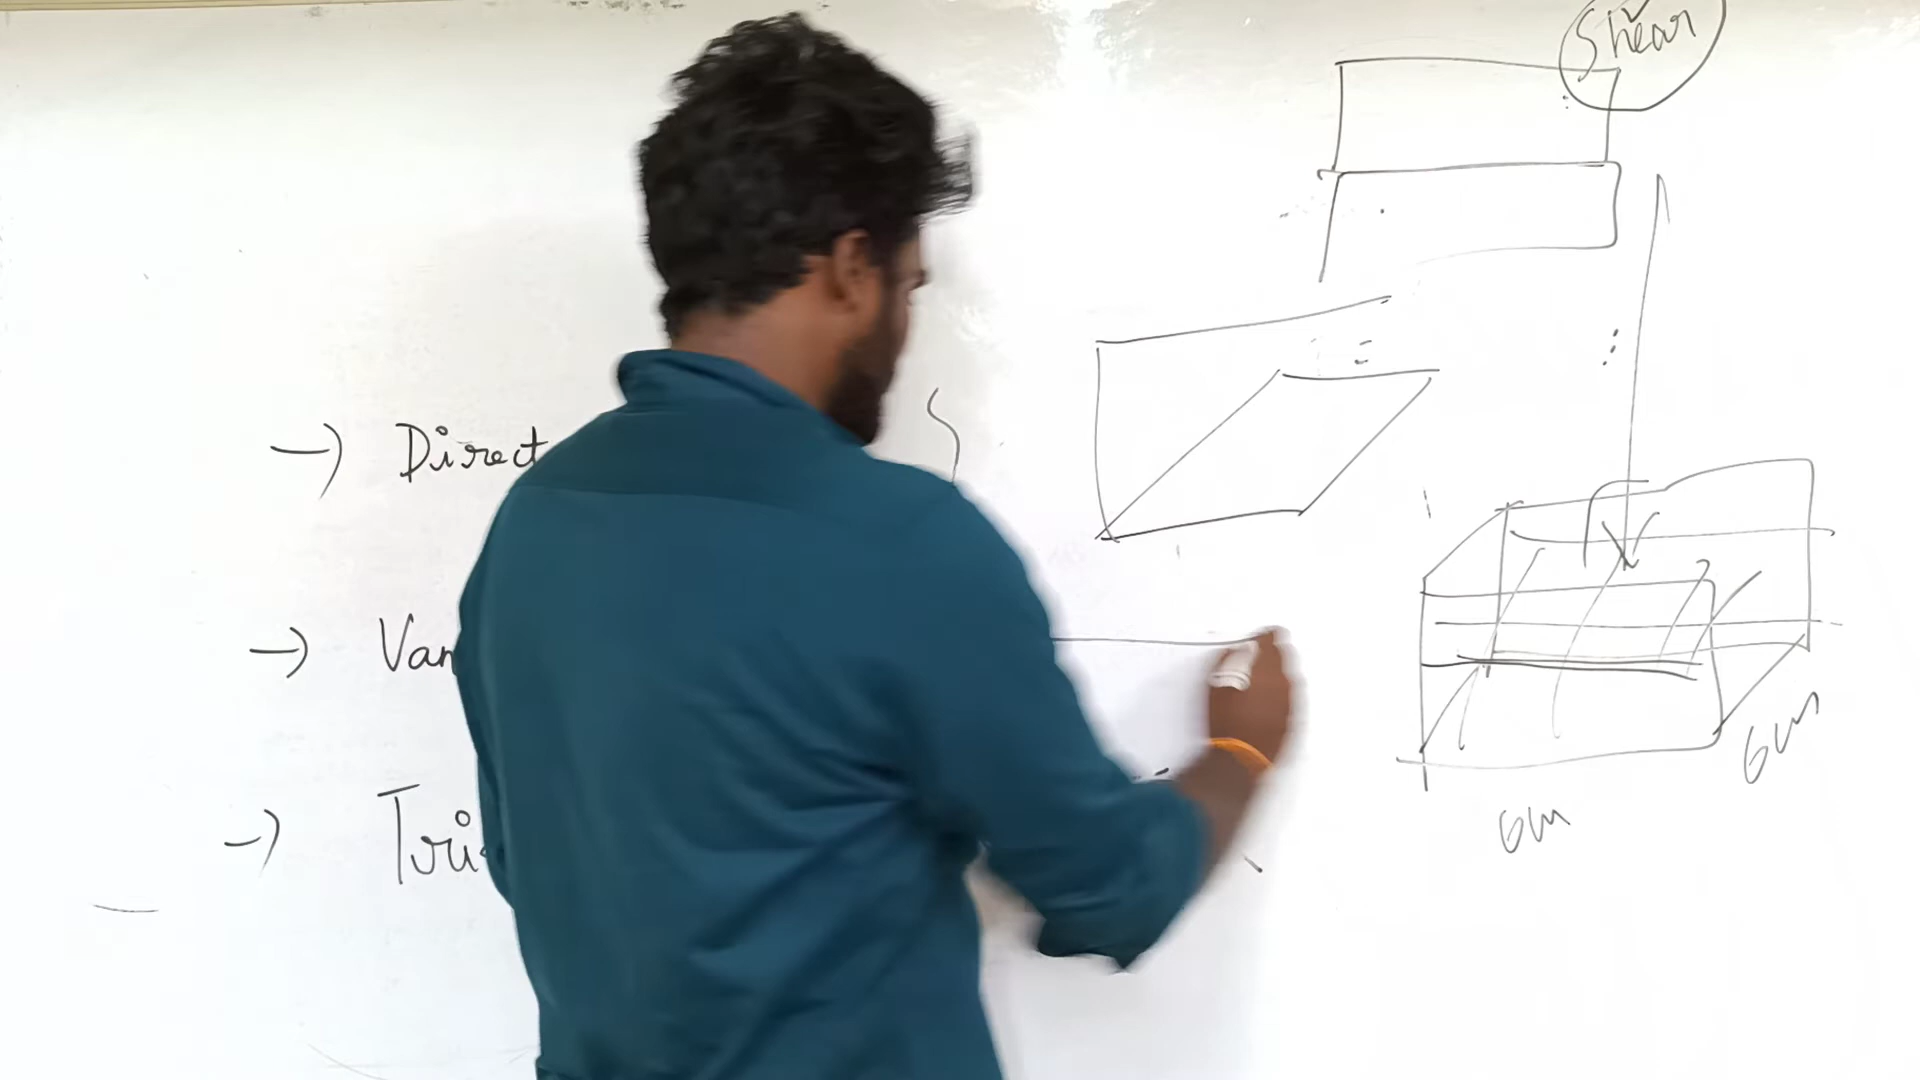 Shear
-) Direct
-) Van
-) Tri
6m
6m